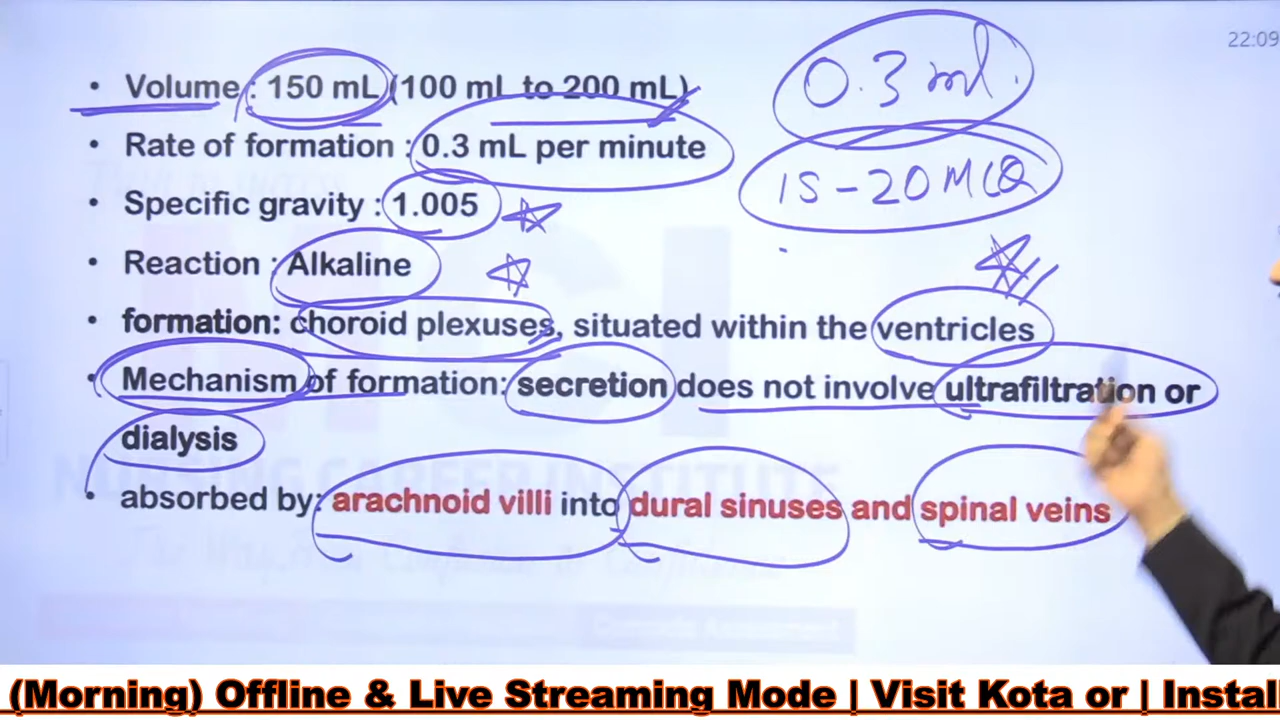 22:09
• Volume : 150 mL (100 mL to 200 mL)
0.3 ml.
• Rate of formation : 0.3 mL per minute
15-20 MCQ
• Specific gravity : 1.005
• Reaction : Alkaline
• formation: choroid plexuses, situated within the ventricles
• Mechanism of formation: secretion does not involve ultrafiltration or
dialysis
• absorbed by: arachnoid villi into dural sinuses and spinal veins
NURSING CAREER INSTITUTE
(Morning) Offline & Live Streaming Mode | Visit Kota or | Instal